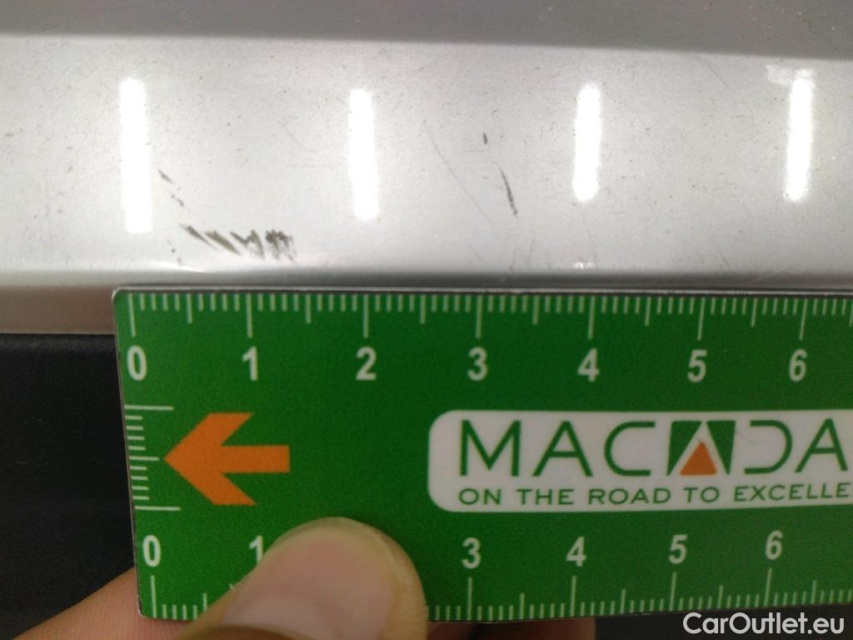 0 1 2 3 4 5 6
MACADA
ON THE ROAD TO EXCELLE
0 1 3 4 5 6
CarOutlet.eu